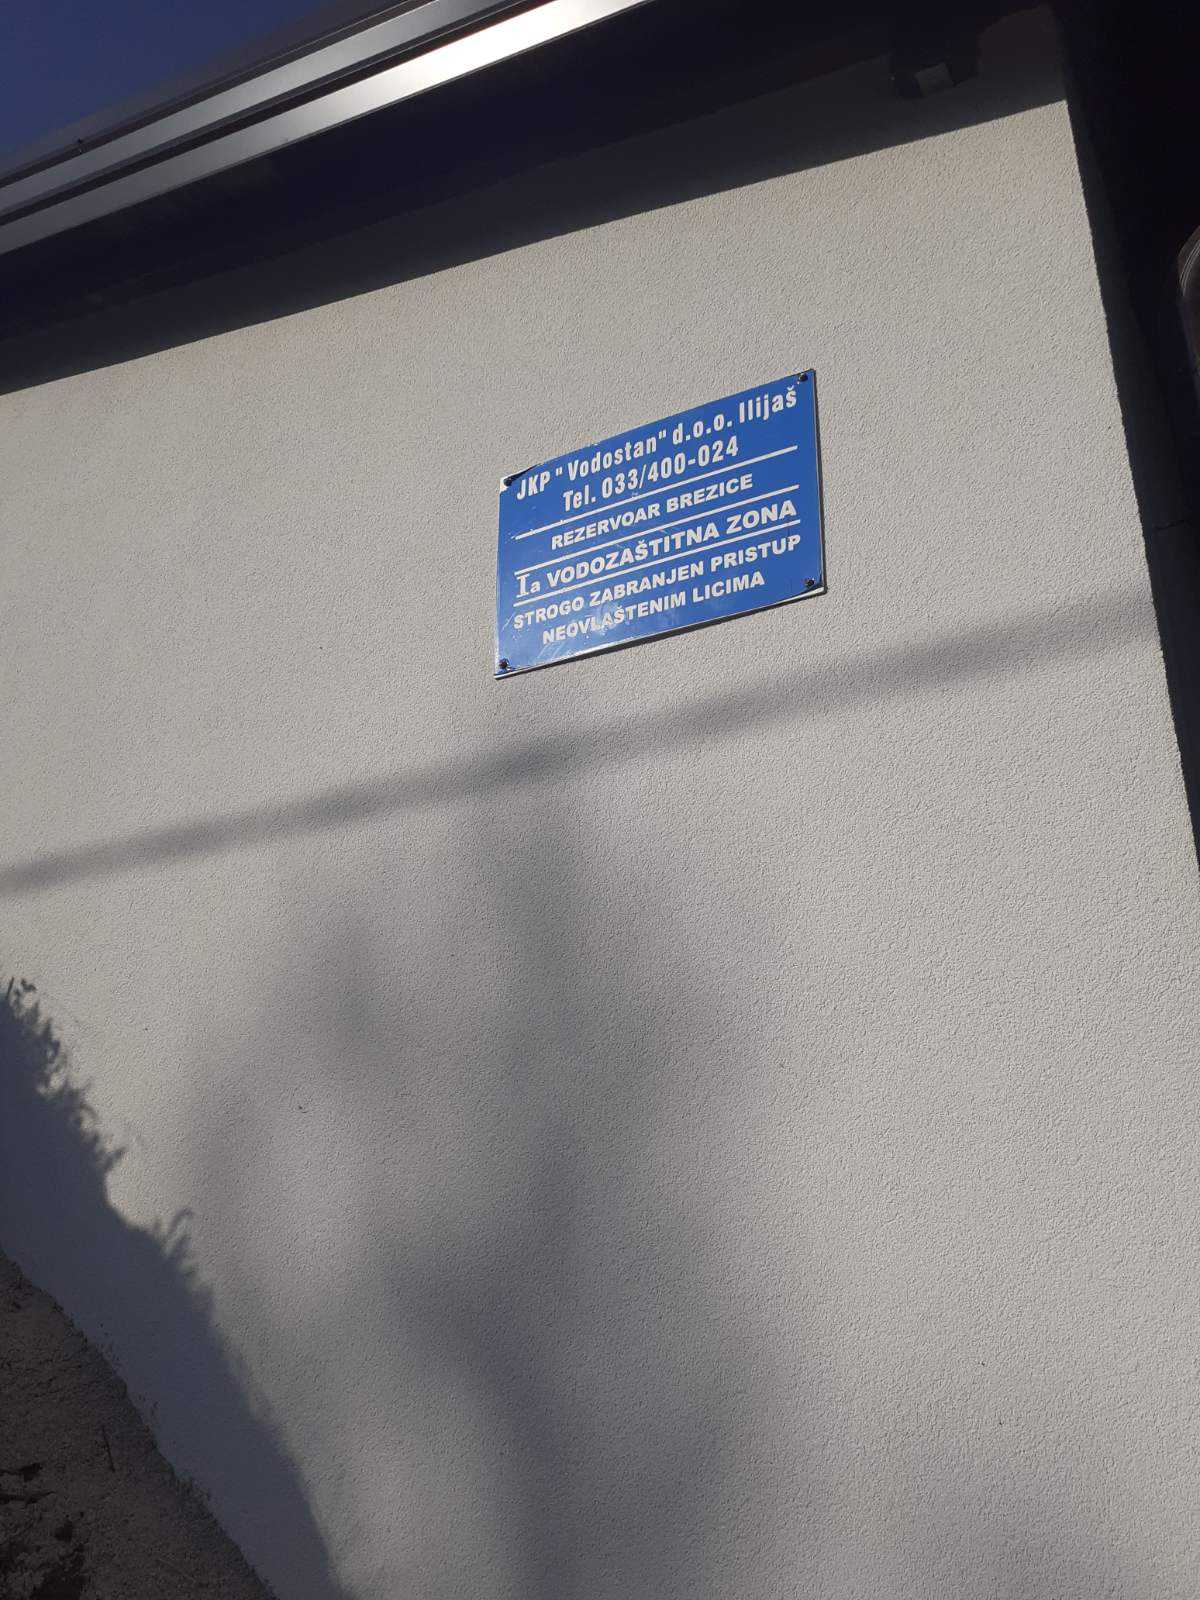 JKP "Vodostan" d.o.o. Ilijaš
Tel. 033/400-024
REZERVOAR BREZICE
Ia VODOZAŠTITNA ZONA
STROGO ZABRANJEN PRISTUP
NEOVLAŠTENIM LICIMA